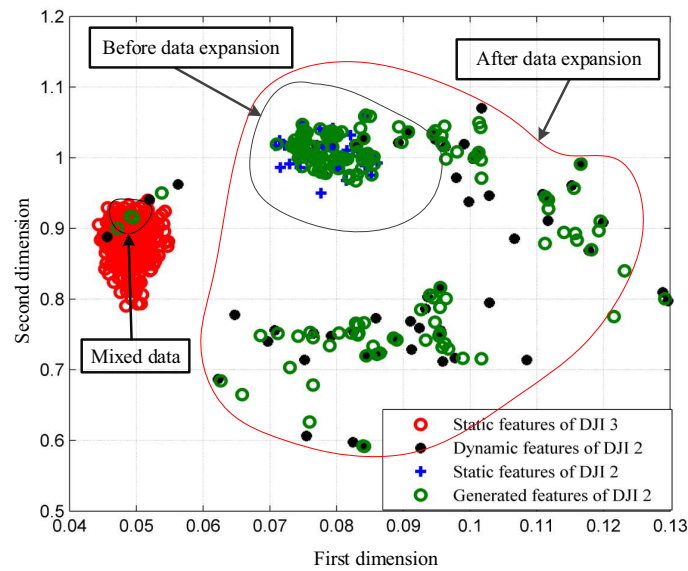 1.2
1.1
1
0.9
0.8
0.7
0.6
0.5
Second dimension
Before data expansion
After data expansion
Mixed data
Static features of DJI 3
Dynamic features of DJI 2
Static features of DJI 2
Generated features of DJI 2
0.04 0.05 0.06 0.07 0.08 0.09 0.1 0.11 0.12 0.13
First dimension